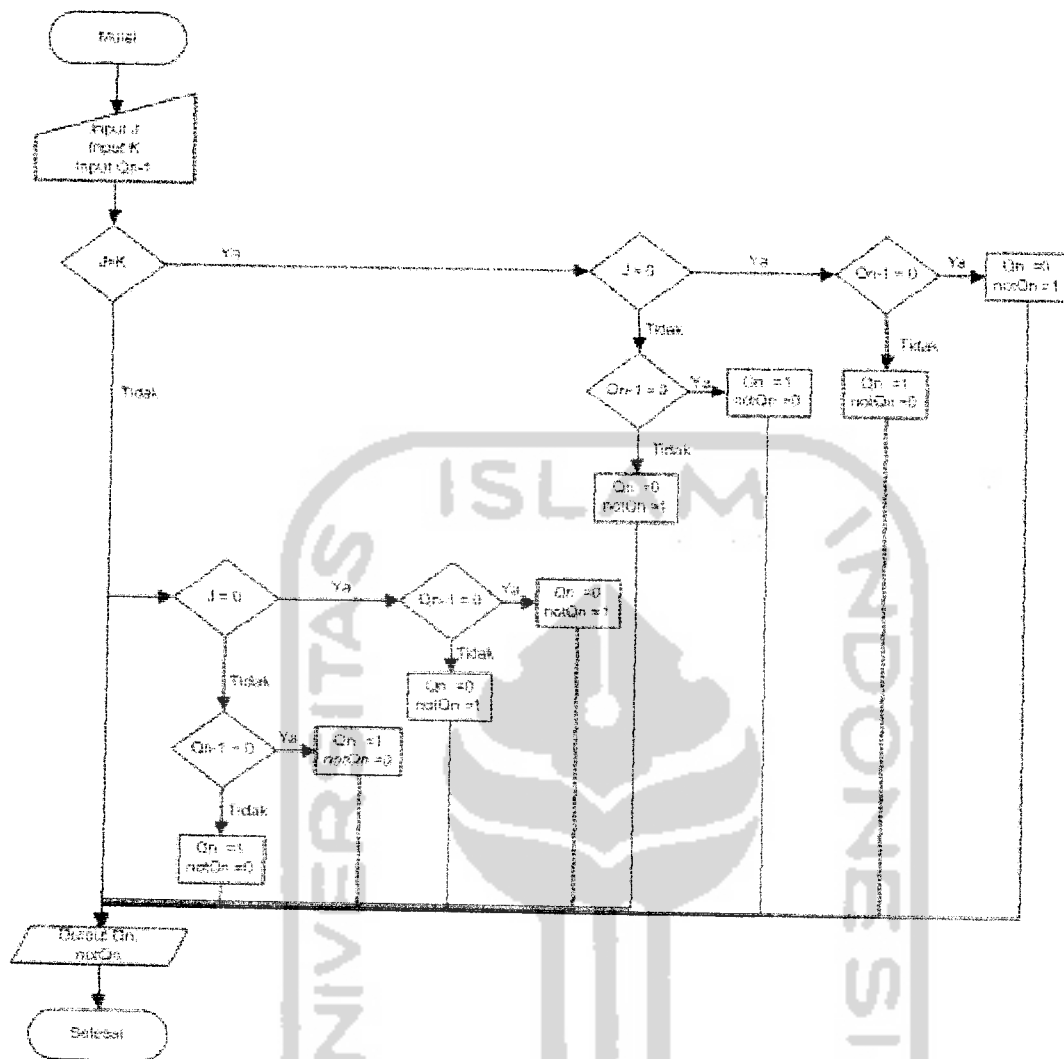 Mulai
Input J
Input K
Input Qn-1
J=K
Ya
J = 0
Ya
Qn-1 = 0
Ya
Qn =0
notQn =1
Tidak
Tidak
Tidak
Qn-1 = 0
Ya
Qn =1
notQn =0
Qn =1
notQn =0
Tidak
Qn =0
notQn =1
J = 0
Ya
Qn-1 = 0
Ya
Qn =0
notQn =1
Tidak
Tidak
Qn =0
notQn =1
Qn-1 = 0
Ya
Qn =1
notQn =0
Tidak
Qn =1
notQn =0
Output Qn,
notQn
Selesai
UNIVERSITAS
ISLAM
INDONESI